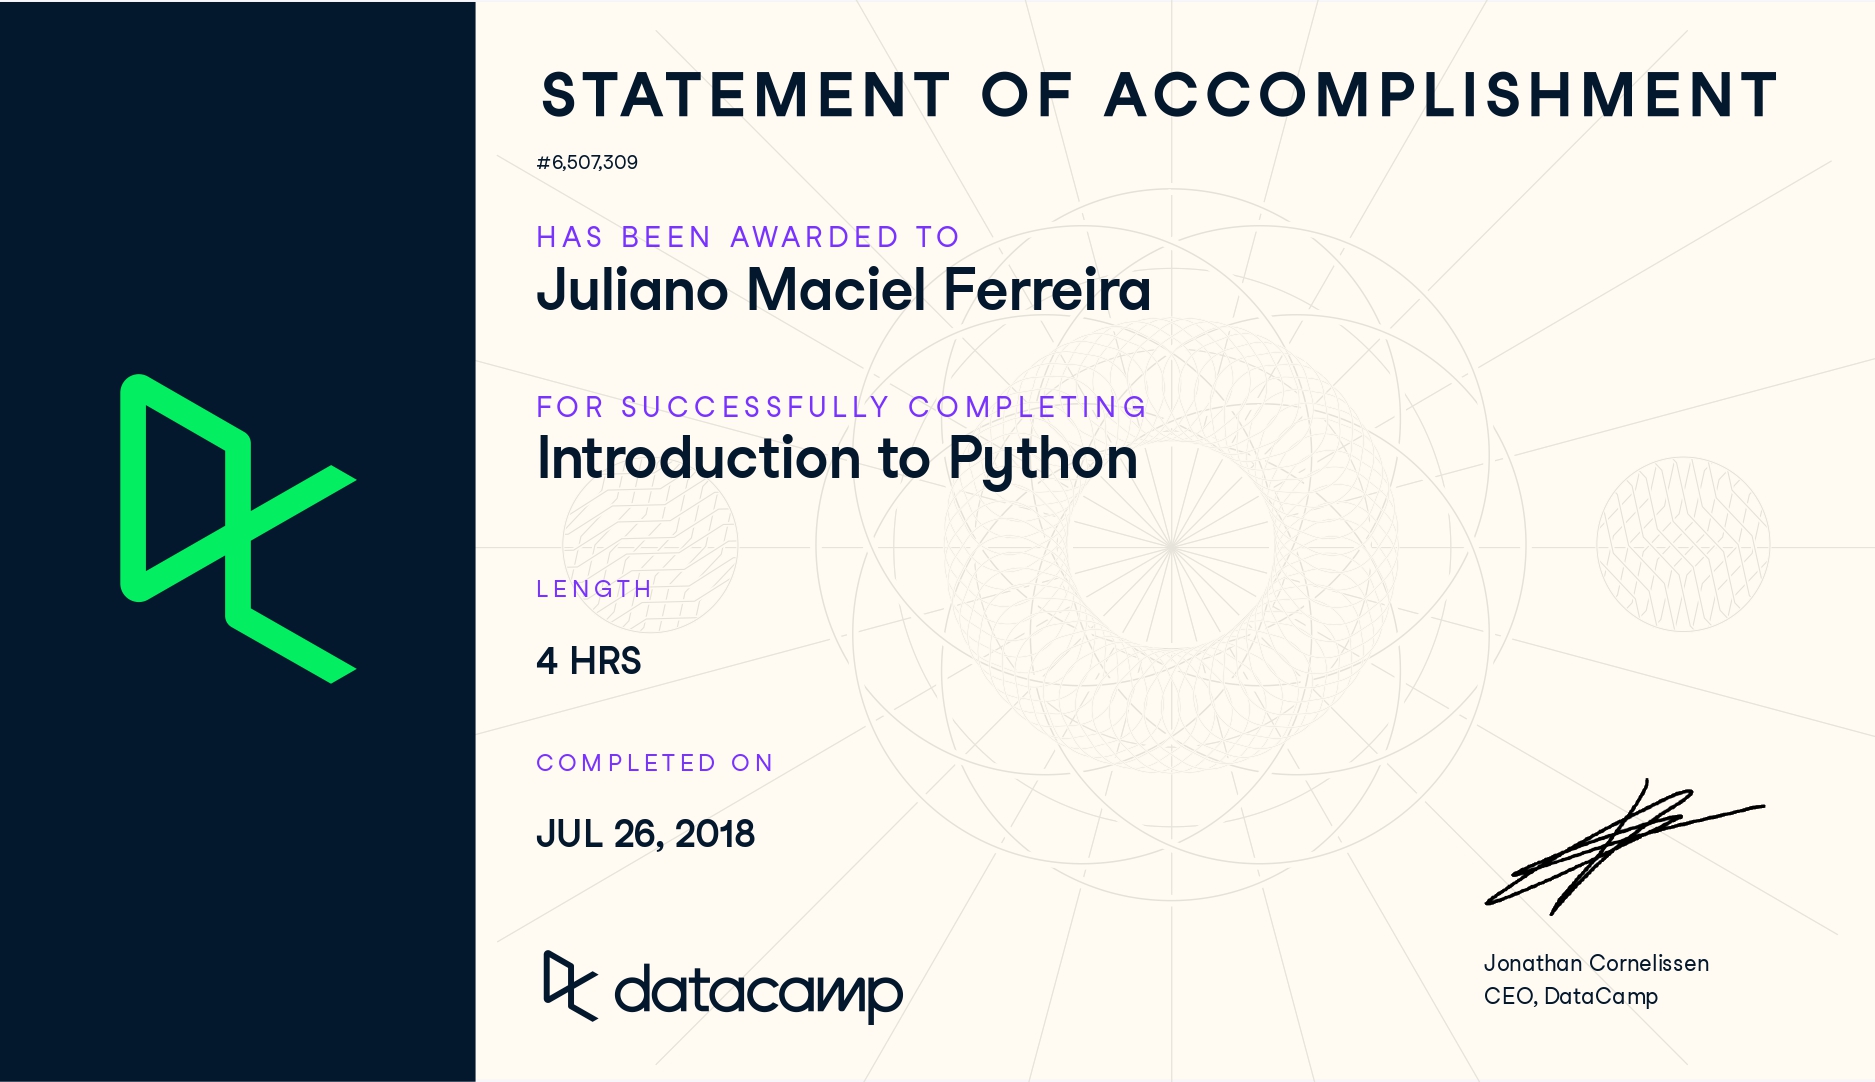 STATEMENT OF ACCOMPLISHMENT
#6,507,309
HAS BEEN AWARDED TO
Juliano Maciel Ferreira
FOR SUCCESSFULLY COMPLETING
Introduction to Python
LENGTH
4 HRS
COMPLETED ON
JUL 26, 2018
datacamp
Jonathan Cornelissen
CEO, DataCamp